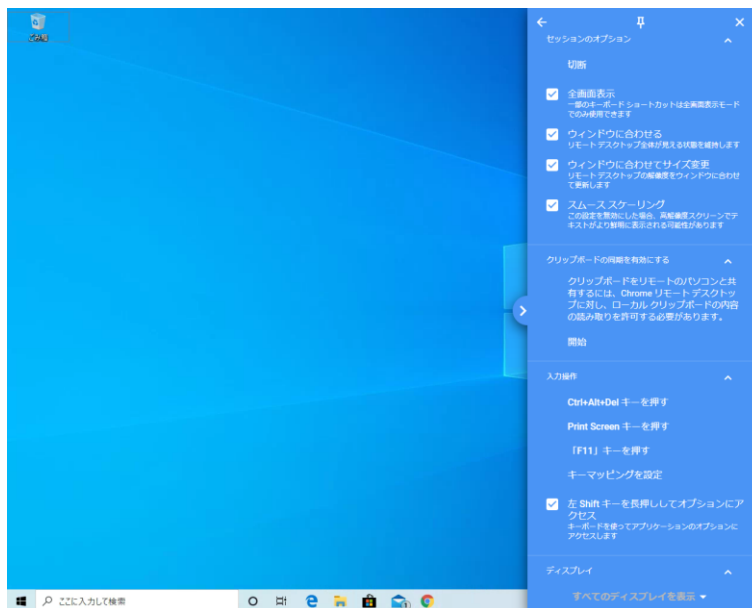 ごみ箱
セッションのオプション
切断
全画面表示
一部のキーボード ショートカットは全画面表示モード
でのみ使用できます
ウィンドウに合わせる
リモート デスクトップ全体が見える状態を維持します
ウィンドウに合わせてサイズ変更
リモート デスクトップの解像度をウィンドウに合わせ
て更新します
スムース スケーリング
この設定を無効にした場合、高解像度スクリーンでテ
キストがより鮮明に表示される可能性があります
クリップボードの同期を有効にする
クリップボードをリモートのパソコンと共
有するには、Chrome リモート デスクトッ
プに対し、ローカル クリップボードの内容
の読み取りを許可する必要があります。
開始
入力操作
Ctrl+Alt+Del キーを押す
Print Screen キーを押す
「F11」キーを押す
キーマッピングを設定
左 Shift キーを長押ししてオプションにア
クセス
キーボードを使ってアプリケーションのオプションに
アクセスします
ディスプレイ
すべてのディスプレイを表示
ここに入力して検索